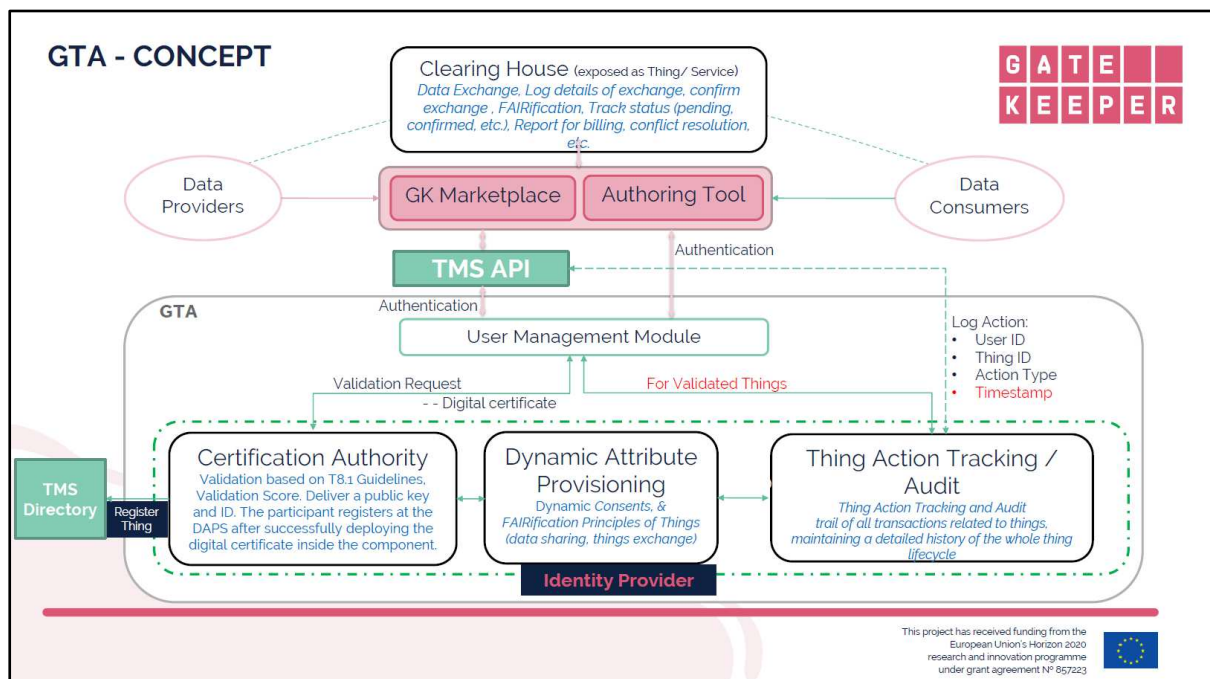 GTA - CONCEPT
GATE
KEEPER
Clearing House (exposed as Thing/ Service)
Data Exchange, Log details of exchange, confirm
exchange , FAIRification, Track status (pending,
confirmed, etc.), Report for billing, conflict resolution,
etc.
Data
Providers
GK Marketplace
Authoring Tool
Data
Consumers
TMS API
Authentication
Authentication
GTA
User Management Module
Log Action:
• User ID
• Thing ID
• Action Type
• Timestamp
Validation Request
- - Digital certificate
For Validated Things
TMS
Directory
Register
Thing
Certification Authority
Validation based on T8.1 Guidelines,
Validation Score. Deliver a public key
and ID. The participant registers at the
DAPS after successfully deploying the
digital certificate inside the component.
Dynamic Attribute
Provisioning
Dynamic Consents, &
FAIRification Principles of Things
(data sharing, things exchange)
Thing Action Tracking /
Audit
Thing Action Tracking and Audit
trail of all transactions related to things,
maintaining a detailed history of the whole thing
lifecycle
Identity Provider
This project has received funding from the
European Union's Horizon 2020
research and innovation programme
under grant agreement Nº 857223